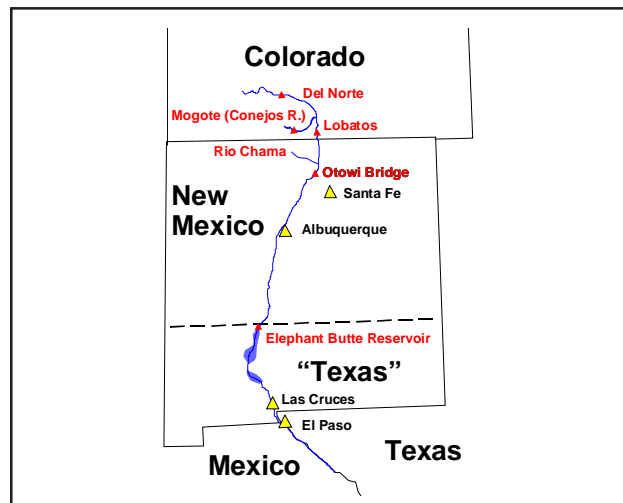 Colorado
Del Norte
Mogote (Conejos R.)
Lobatos
Rio Chama
Otowi Bridge
New
Mexico
Santa Fe
Albuquerque
Elephant Butte Reservoir
“Texas”
Las Cruces
El Paso
Mexico
Texas